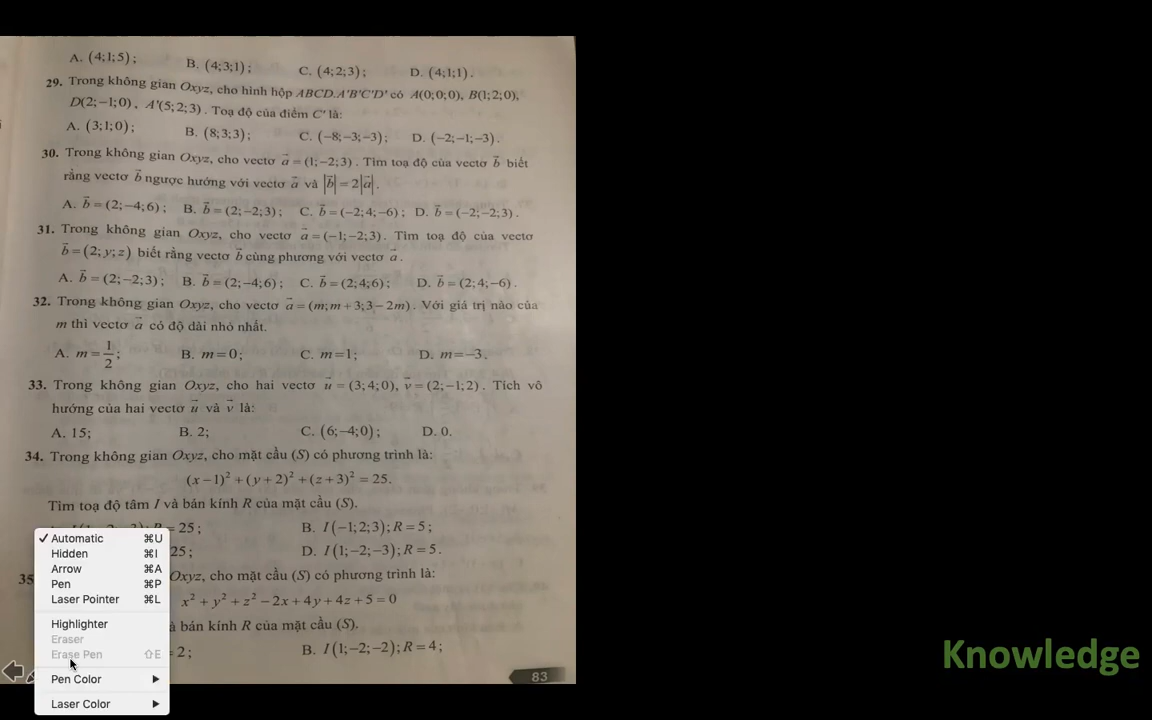 A. (4;1;5); B. (4;3;1); C. (4;2;3); D. (4;1;1).
29. Trong không gian Oxyz, cho hình hộp ABCD.A'B'C'D' có A(0;0;0), B(1;2;0),
D(2;−1;0), A'(5;2;3). Toạ độ của điểm C' là:
A. (3;1;0); B. (8;3;3); C. (−8;−3;−3); D. (−2;−1;−3).
30. Trong không gian Oxyz, cho vectơ a⃗ = (1;−2;3). Tìm toạ độ của vectơ b⃗ biết
rằng vectơ b⃗ ngược hướng với vectơ a⃗ và |b⃗| = 2|a⃗|.
A. b⃗ = (2;−4;6); B. b⃗ = (2;−2;3); C. b⃗ = (−2;4;−6); D. b⃗ = (−2;−2;3).
31. Trong không gian Oxyz, cho vectơ a⃗ = (−1;−2;3). Tìm toạ độ của vectơ
b⃗ = (2;y;z) biết rằng vectơ b⃗ cùng phương với vectơ a⃗.
A. b⃗ = (2;−2;3); B. b⃗ = (2;−4;6); C. b⃗ = (2;4;6); D. b⃗ = (2;4;−6).
32. Trong không gian Oxyz, cho vectơ a⃗ = (m;m+3;3−2m). Với giá trị nào của
m thì vectơ a⃗ có độ dài nhỏ nhất.
A. m = 1/2; B. m = 0; C. m = 1; D. m = −3.
33. Trong không gian Oxyz, cho hai vectơ u⃗ = (3;4;0), v⃗ = (2;−1;2). Tích vô
hướng của hai vectơ u⃗ và v⃗ là:
A. 15; B. 2; C. (6;−4;0); D. 0.
34. Trong không gian Oxyz, cho mặt cầu (S) có phương trình là:
(x−1)² + (y+2)² + (z+3)² = 25.
Tìm toạ độ tâm I và bán kính R của mặt cầu (S).
= 25; B. I(−1;2;3); R = 5;
25; D. I(1;−2;−3); R = 5.
35 Oxyz, cho mặt cầu (S) có phương trình là:
x² + y² + z² − 2x + 4y + 4z + 5 = 0
à bán kính R của mặt cầu (S).
= 2; B. I(1;−2;−2); R = 4;
83
✓ Automatic ⌘U
Hidden ⌘I
Arrow ⌘A
Pen ⌘P
Laser Pointer ⌘L
Highlighter
Eraser
Erase Pen ⇧E
Pen Color
Laser Color
Knowledge